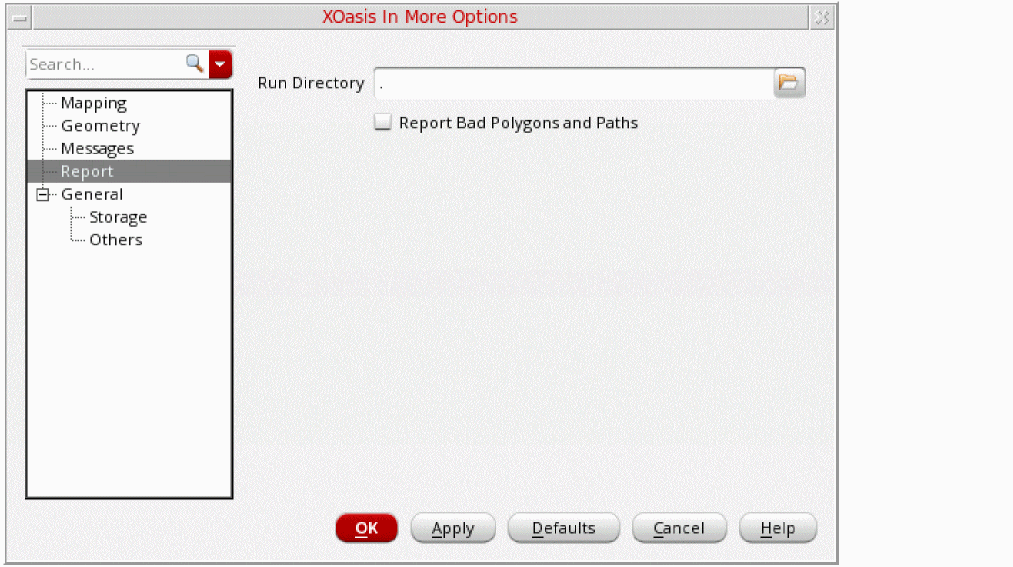 XOasis In More Options
Search...
Run Directory .
Report Bad Polygons and Paths
Mapping
Geometry
Messages
Report
General
Storage
Others
OK Apply Defaults Cancel Help